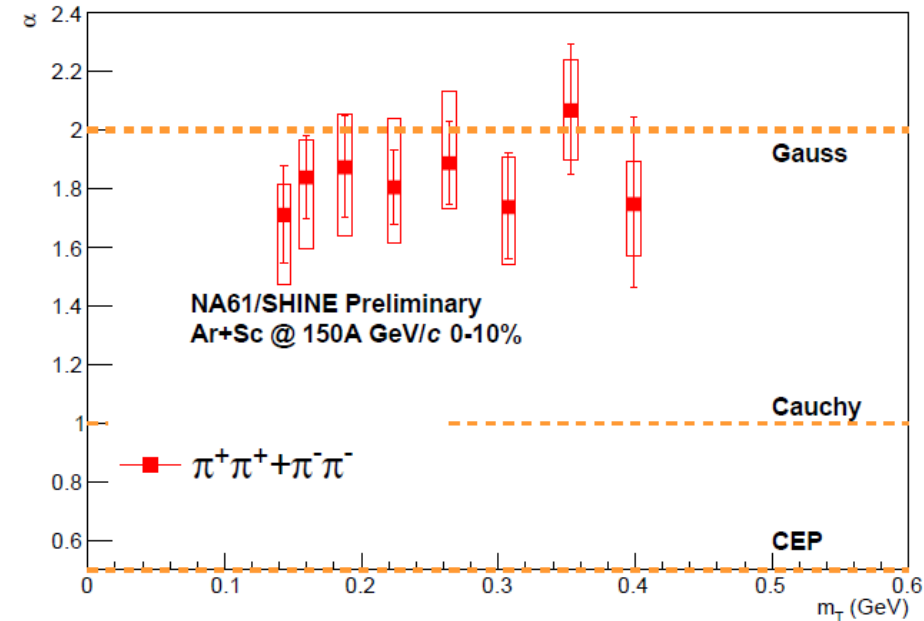 α
2.4
2.2
2
Gauss
1.8
1.6
NA61/SHINE Preliminary
1.4
Ar+Sc @ 150A GeV/c 0-10%
1.2
Cauchy
1
π⁺π⁺+π⁻π⁻
0.8
0.6
CEP
0 0.1 0.2 0.3 0.4 0.5 0.6
m_T (GeV)